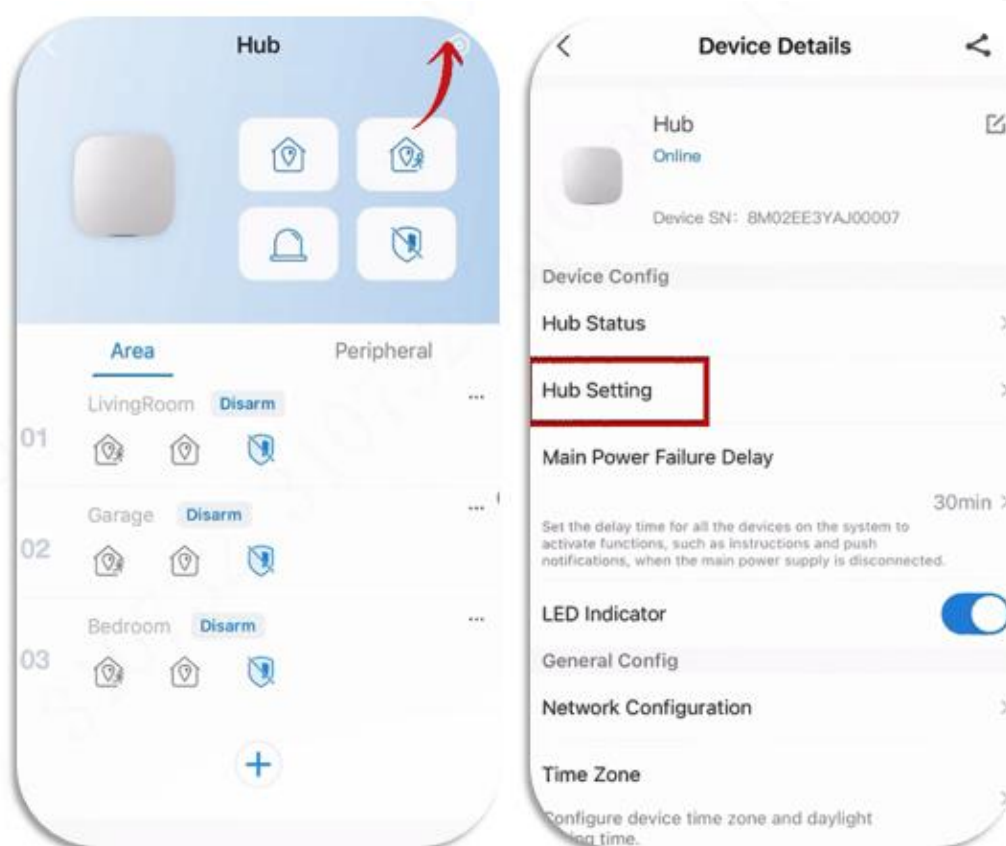 Hub
Area
Peripheral
01
LivingRoom
Disarm
...
02
Garage
Disarm
...
03
Bedroom
Disarm
...
+
Device Details
Hub
Online
Device SN: 8M02EE3YAJ00007
Device Config
Hub Status
Hub Setting
Main Power Failure Delay
30min
Set the delay time for all the devices on the system to
activate functions, such as instructions and push
notifications, when the main power supply is disconnected.
LED Indicator
General Config
Network Configuration
Time Zone
Configure device time zone and daylight
time.